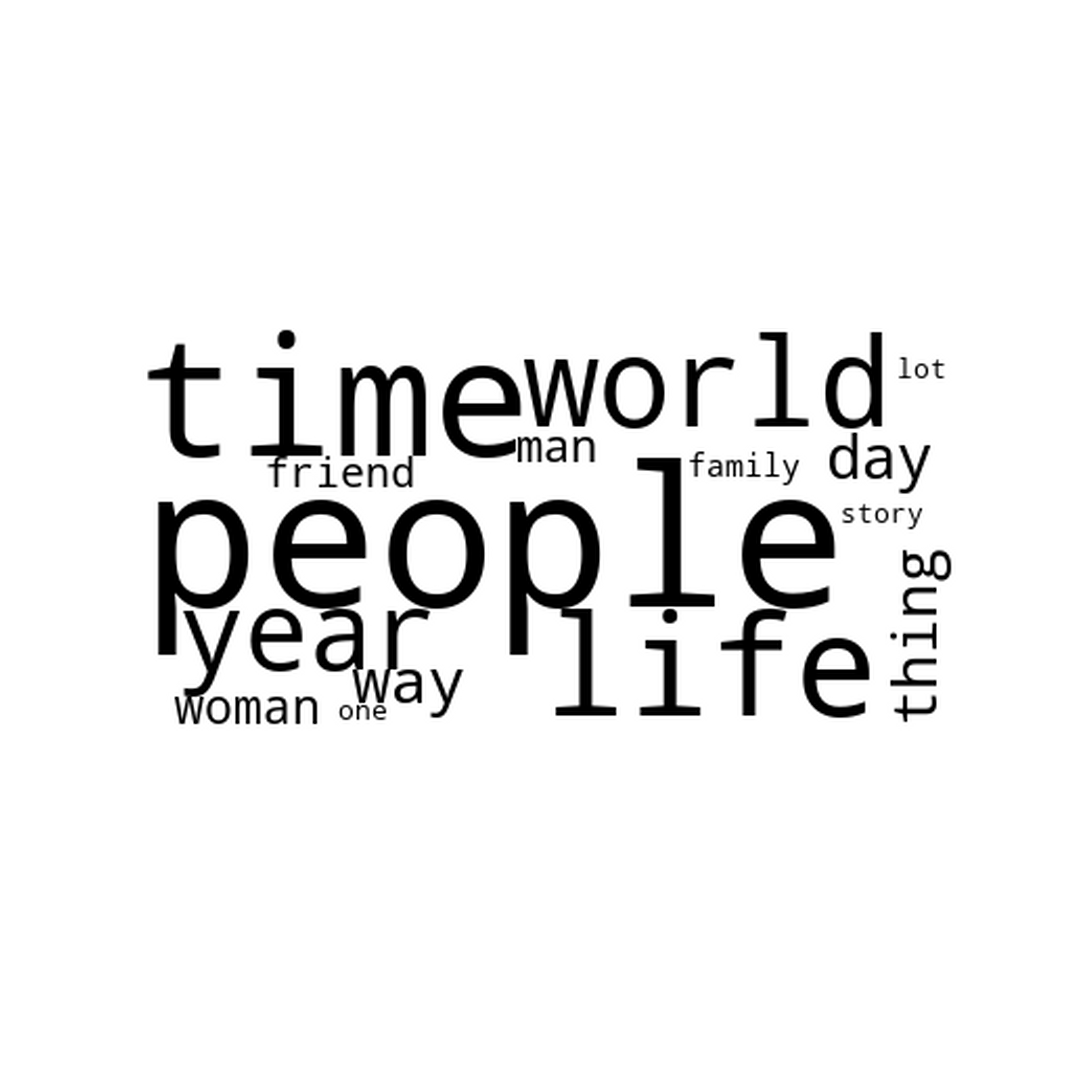 time world lot
man
friend family day
people story
year life thing
way
woman one